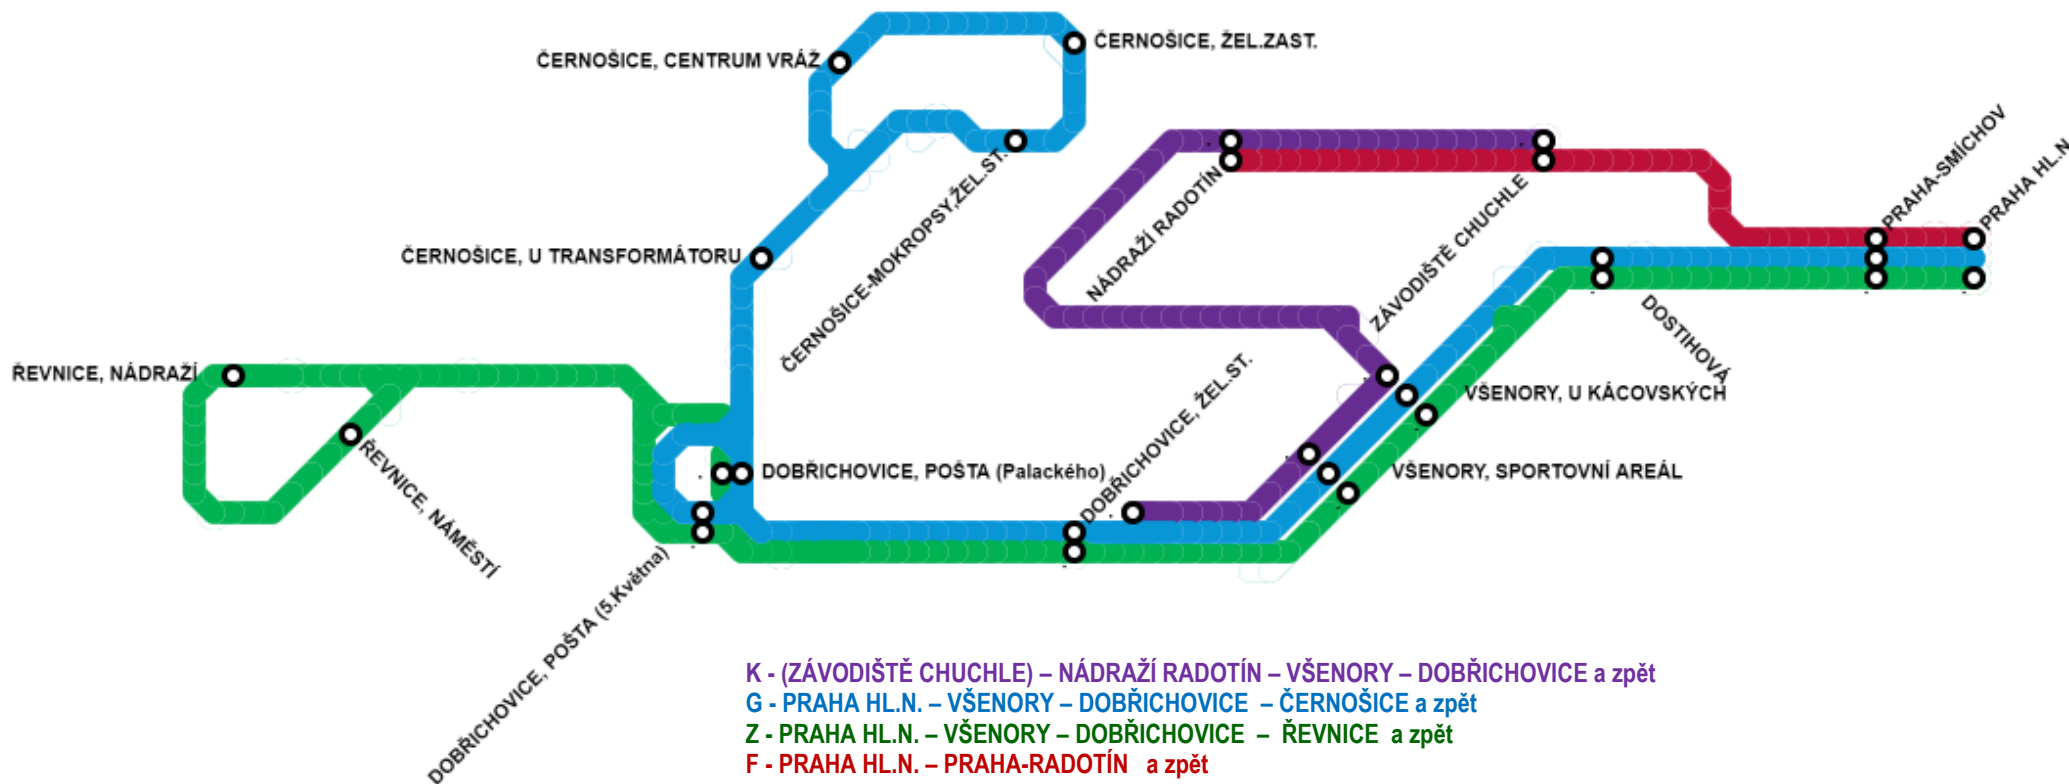 ČERNOŠICE, CENTRUM VRÁŽ
ČERNOŠICE, ŽEL.ZAST.
ČERNOŠICE-MOKROPSY,ŽEL.ST.
NÁDRAŽÍ RADOTÍN
ZÁVODIŠTĚ CHUCHLE
PRAHA-SMÍCHOV
PRAHA HL.N.
ČERNOŠICE, U TRANSFORMÁTORU
DOSTIHOVÁ
ŘEVNICE, NÁDRAŽÍ
ŘEVNICE, NÁMĚSTÍ
VŠENORY, U KÁCOVSKÝCH
DOBŘICHOVICE, POŠTA (Palackého)
DOBŘICHOVICE, ŽEL.ST.
VŠENORY, SPORTOVNÍ AREÁL
DOBŘICHOVICE, POŠTA (5.Května)
K - (ZÁVODIŠTĚ CHUCHLE) – NÁDRAŽÍ RADOTÍN – VŠENORY – DOBŘICHOVICE a zpět
G - PRAHA HL.N. – VŠENORY – DOBŘICHOVICE – ČERNOŠICE a zpět
Z - PRAHA HL.N. – VŠENORY – DOBŘICHOVICE – ŘEVNICE a zpět
F - PRAHA HL.N. – PRAHA-RADOTÍN a zpět